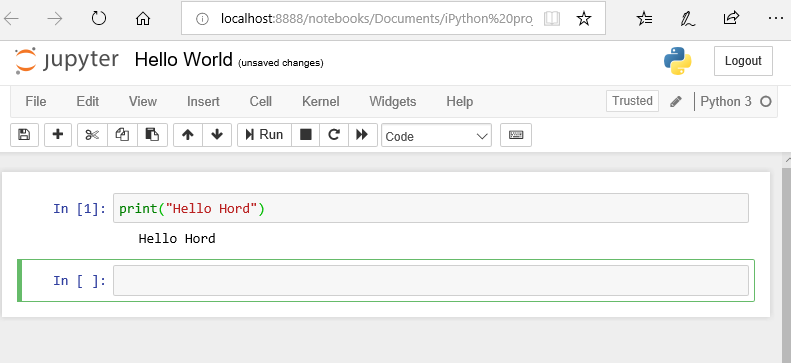 localhost:8888/notebooks/Documents/iPython%20pro
jupyter Hello World (unsaved changes) Logout
File Edit View Insert Cell Kernel Widgets Help Trusted Python 3
Run Code
In [1]: print("Hello Hord")
Hello Hord
In [ ]: